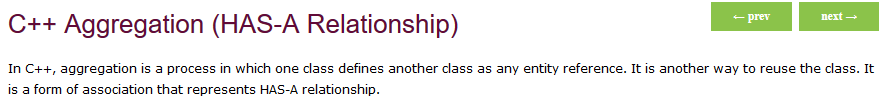 C++ Aggregation (HAS-A Relationship)
← prev
next →
In C++, aggregation is a process in which one class defines another class as any entity reference. It is another way to reuse the class. It
is a form of association that represents HAS-A relationship.